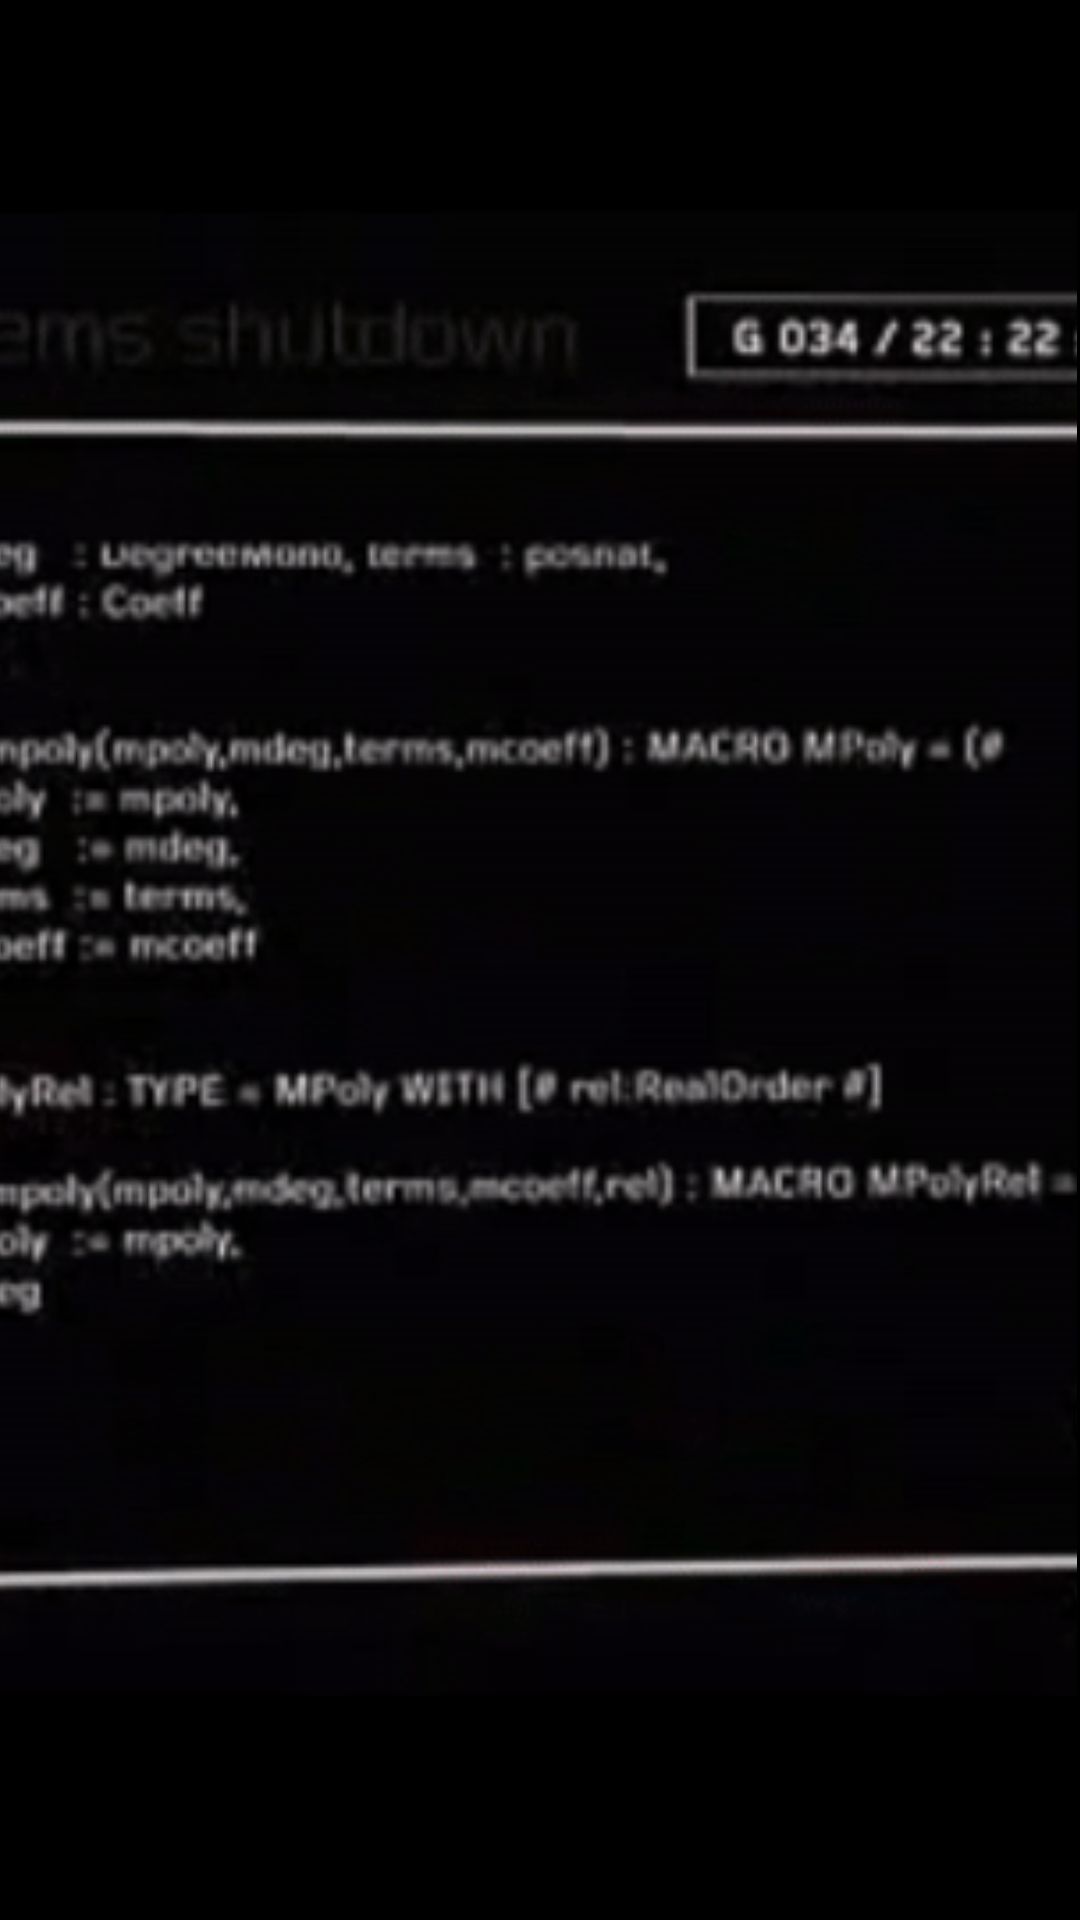 ems shutdown
G 034 / 22 : 22 :
eg : DegreeMono, terms : posnat,
oeff : Coeff
mpoly(mpoly,mdeg,terms,mcoeff) : MACRO MPoly = (#
oly := mpoly,
eg := mdeg,
ms := terms,
oeff := mcoeff
lyRel : TYPE = MPoly WITH [# rel:RealOrder #]
mpoly(mpoly,mdeg,terms,mcoeff,rel) : MACRO MPolyRel =
oly := mpoly,
eg